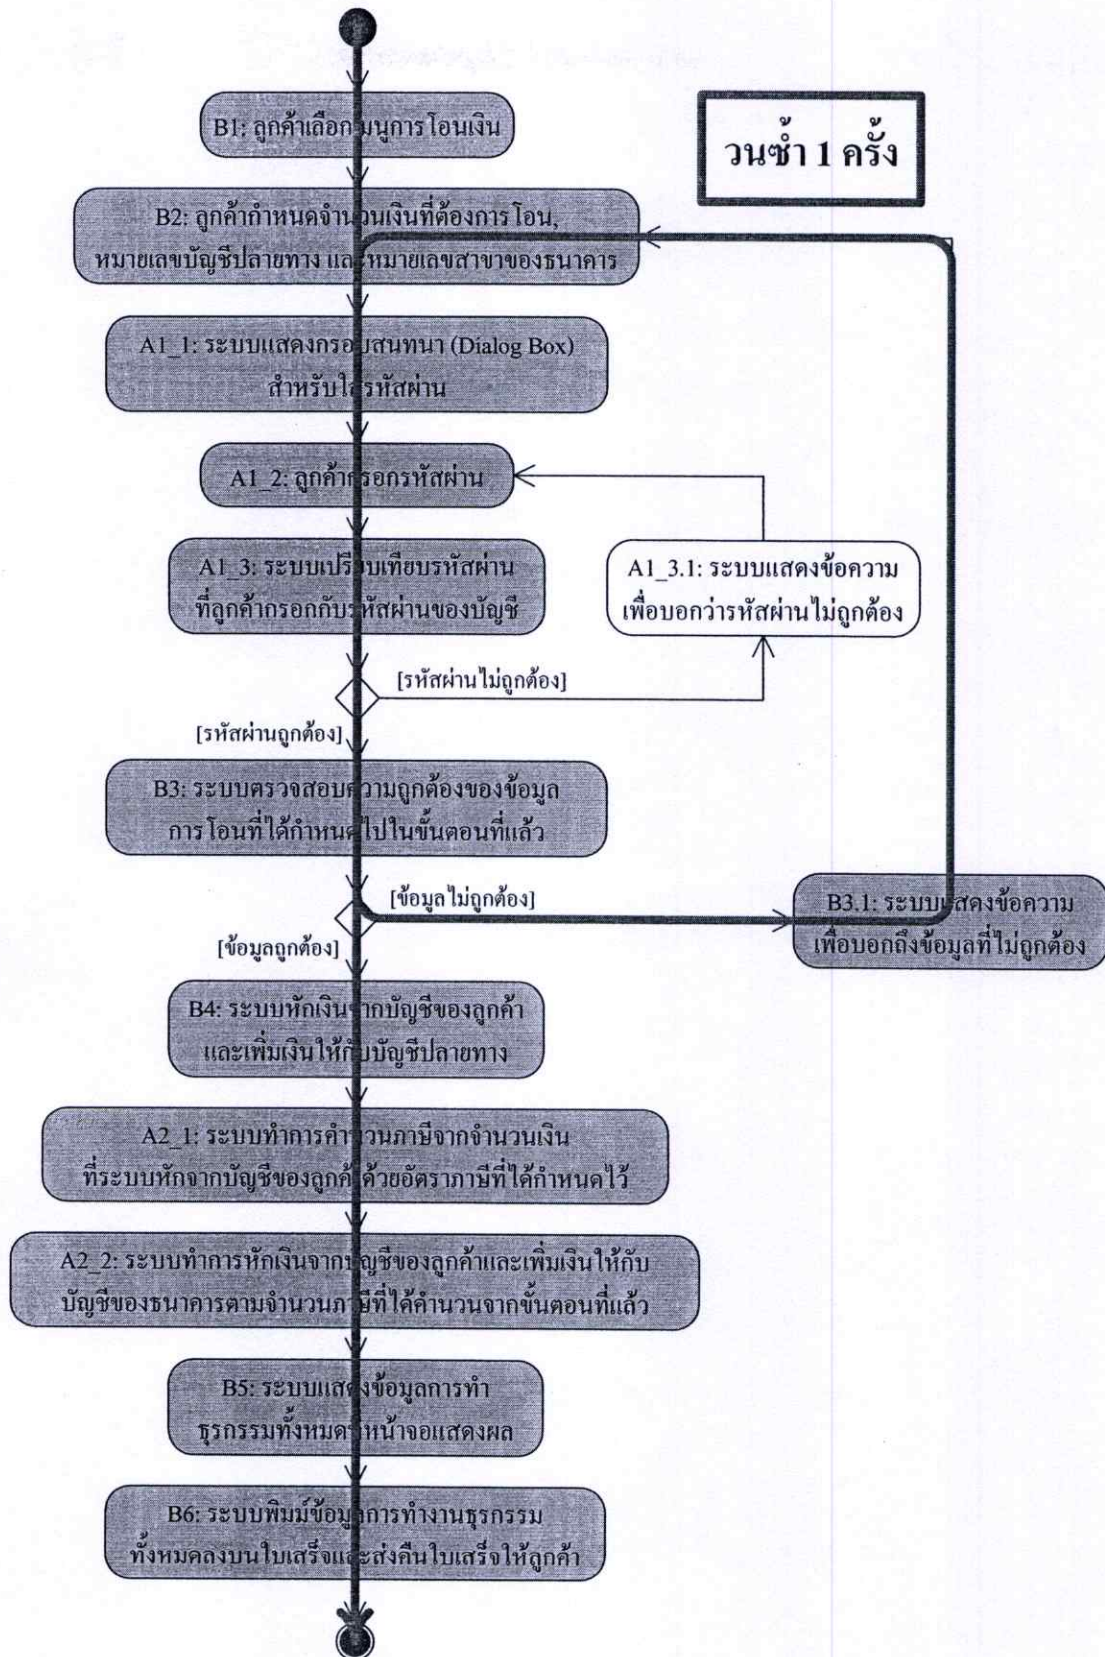 B1: ลูกค้าเลือกเมนูการโอนเงิน
วนซ้ำ 1 ครั้ง
B2: ลูกค้ากำหนดจำนวนเงินที่ต้องการโอน,
หมายเลขบัญชีปลายทาง และหมายเลขสาขาของธนาคาร
A1_1: ระบบแสดงกรอบสนทนา (Dialog Box)
สำหรับใส่รหัสผ่าน
A1_2: ลูกค้ากรอกรหัสผ่าน
A1_3: ระบบเปรียบเทียบรหัสผ่าน
ที่ลูกค้ากรอกกับรหัสผ่านของบัญชี
A1_3.1: ระบบแสดงข้อความ
เพื่อบอกว่ารหัสผ่านไม่ถูกต้อง
[รหัสผ่านไม่ถูกต้อง]
[รหัสผ่านถูกต้อง]
B3: ระบบตรวจสอบความถูกต้องของข้อมูล
การโอนที่ได้กำหนดไปในขั้นตอนที่แล้ว
[ข้อมูลไม่ถูกต้อง]
B3.1: ระบบแสดงข้อความ
เพื่อบอกถึงข้อมูลที่ไม่ถูกต้อง
[ข้อมูลถูกต้อง]
B4: ระบบหักเงินจากบัญชีของลูกค้า
และเพิ่มเงินให้กับบัญชีปลายทาง
A2_1: ระบบทำการคำนวนภาษีจากจำนวนเงิน
ที่ระบบหักจากบัญชีของลูกค้าด้วยอัตราภาษีที่ได้กำหนดไว้
A2_2: ระบบทำการหักเงินจากบัญชีของลูกค้าและเพิ่มเงินให้กับ
บัญชีของธนาคารตามจำนวนภาษีที่ได้คำนวนจากขั้นตอนที่แล้ว
B5: ระบบแสดงข้อมูลการทำ
ธุรกรรมทั้งหมดที่หน้าจอแสดงผล
B6: ระบบพิมม์ข้อมูลการทำงานธุรกรรม
ทั้งหมดลงบนใบเสร็จและส่งคืนใบเสร็จให้ลูกค้า